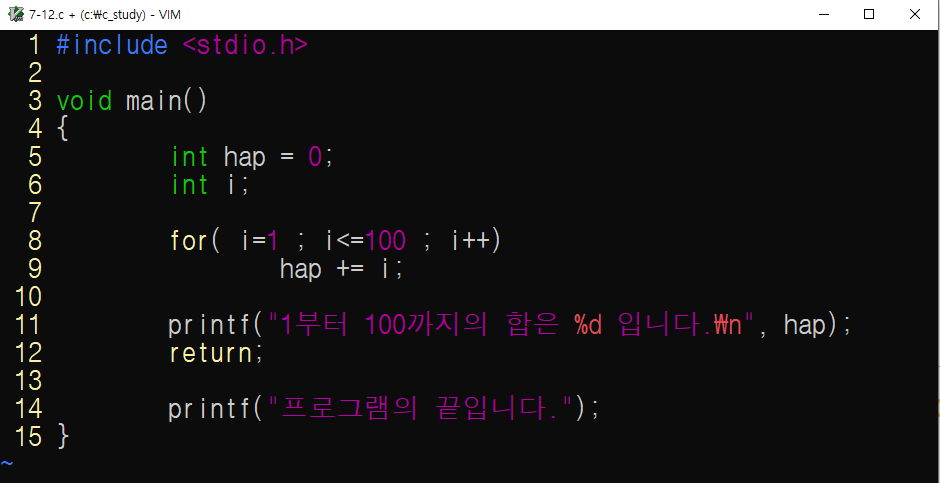 7-12.c + (c:₩c_study) - VIM
1 #include <stdio.h>
2
3 void main()
4 {
5 int hap = 0;
6 int i;
7
8 for( i=1 ; i<=100 ; i++)
9 hap += i;
10
11 printf("1부터 100까지의 합은 %d 입니다.₩n", hap);
12 return;
13
14 printf("프로그램의 끝입니다.");
15 }
~